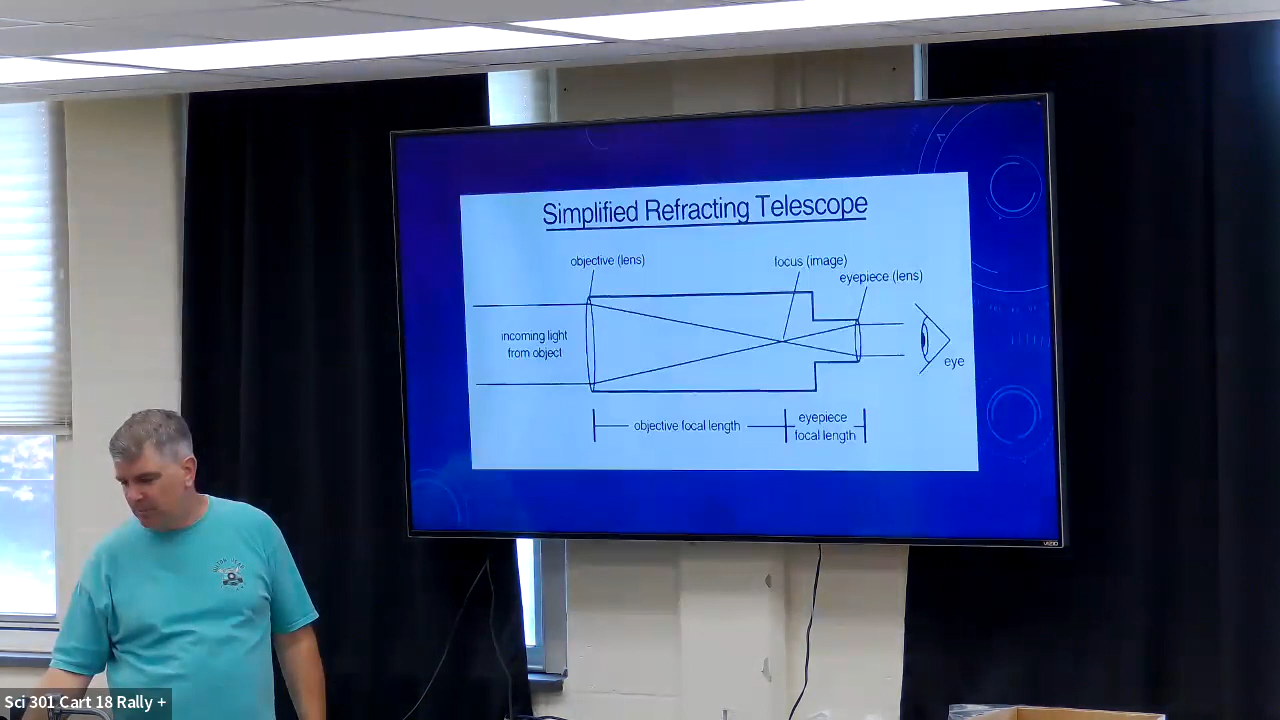 Simplified Refracting Telescope
objective (lens)
focus (image)
eyepiece (lens)
incoming light
from object
eye
objective focal length
eyepiece
focal length
VIZIO
Sci 301 Cart 18 Rally +